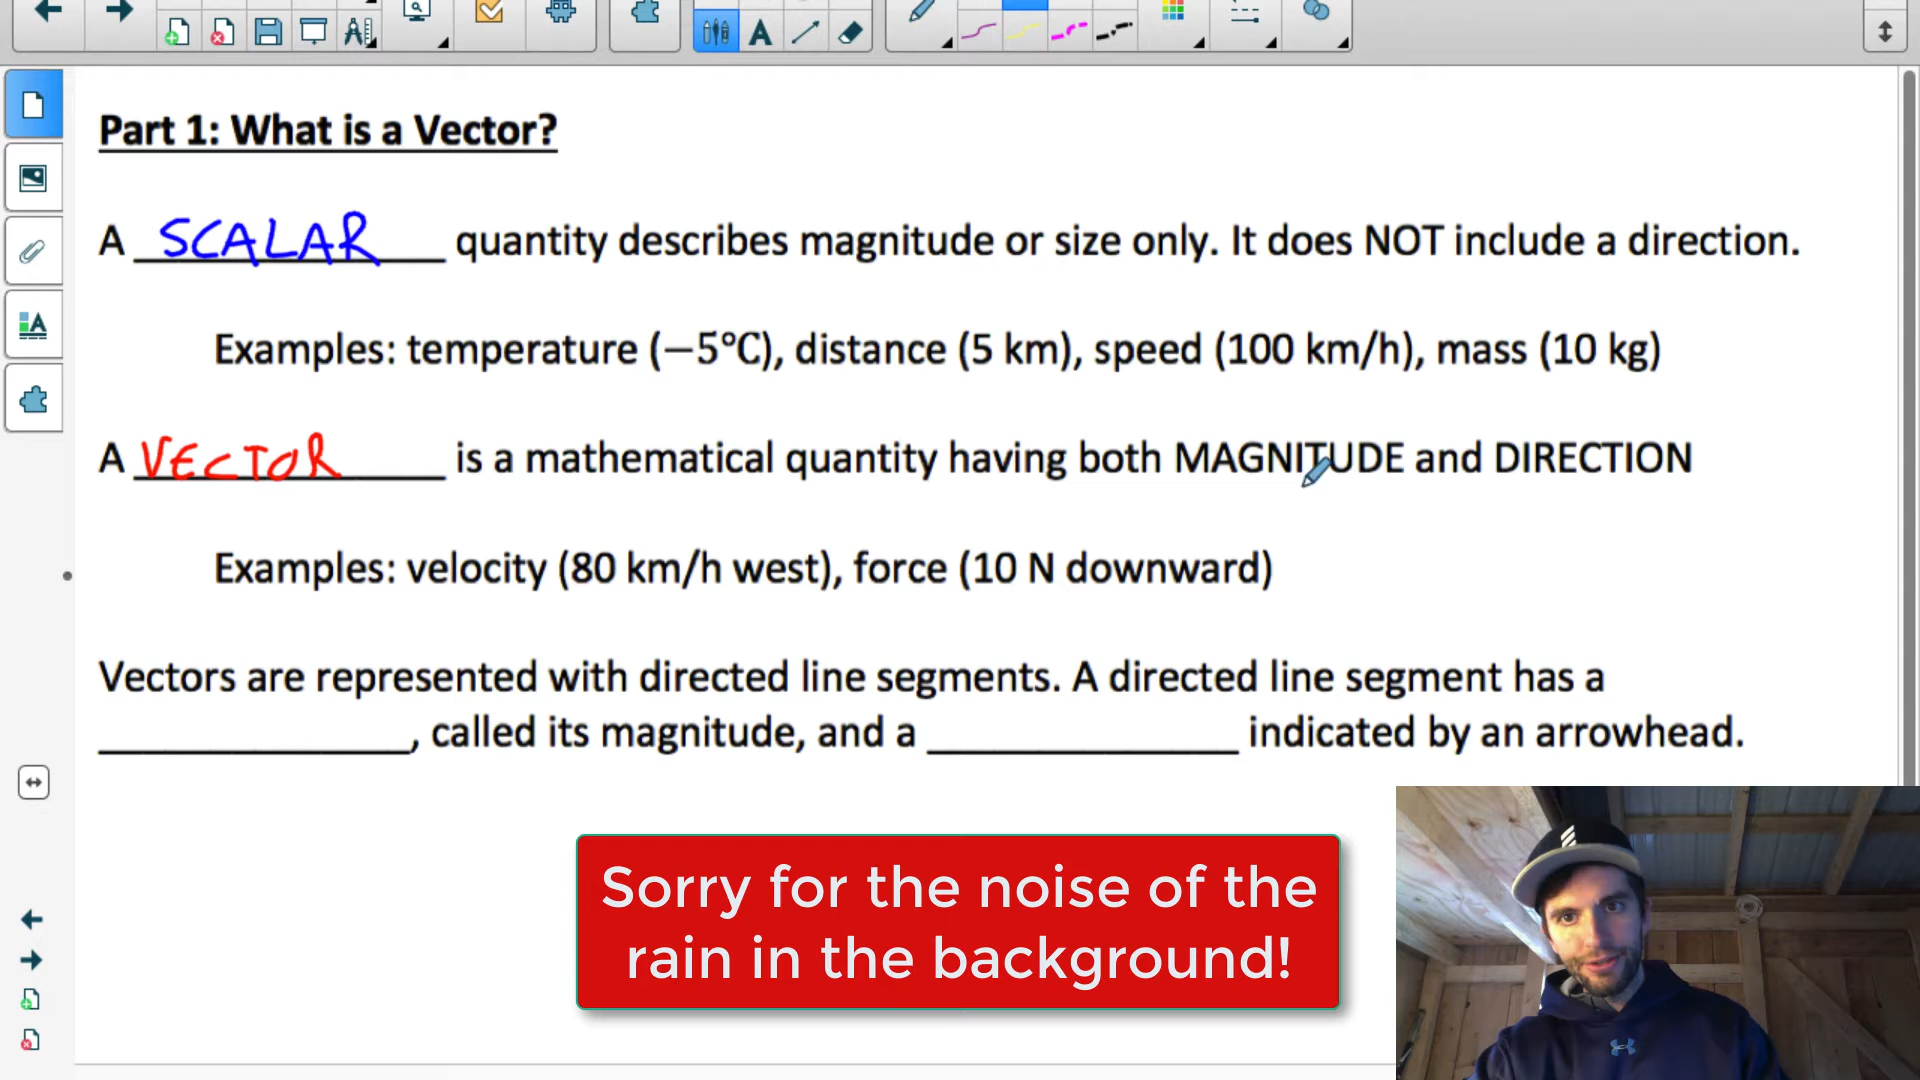 Part 1: What is a Vector?
A SCALAR quantity describes magnitude or size only. It does NOT include a direction.
Examples: temperature (−5°C), distance (5 km), speed (100 km/h), mass (10 kg)
A VECTOR is a mathematical quantity having both MAGNITUDE and DIRECTION
Examples: velocity (80 km/h west), force (10 N downward)
Vectors are represented with directed line segments. A directed line segment has a
______________, called its magnitude, and a ______________ indicated by an arrowhead.
Sorry for the noise of the
rain in the background!